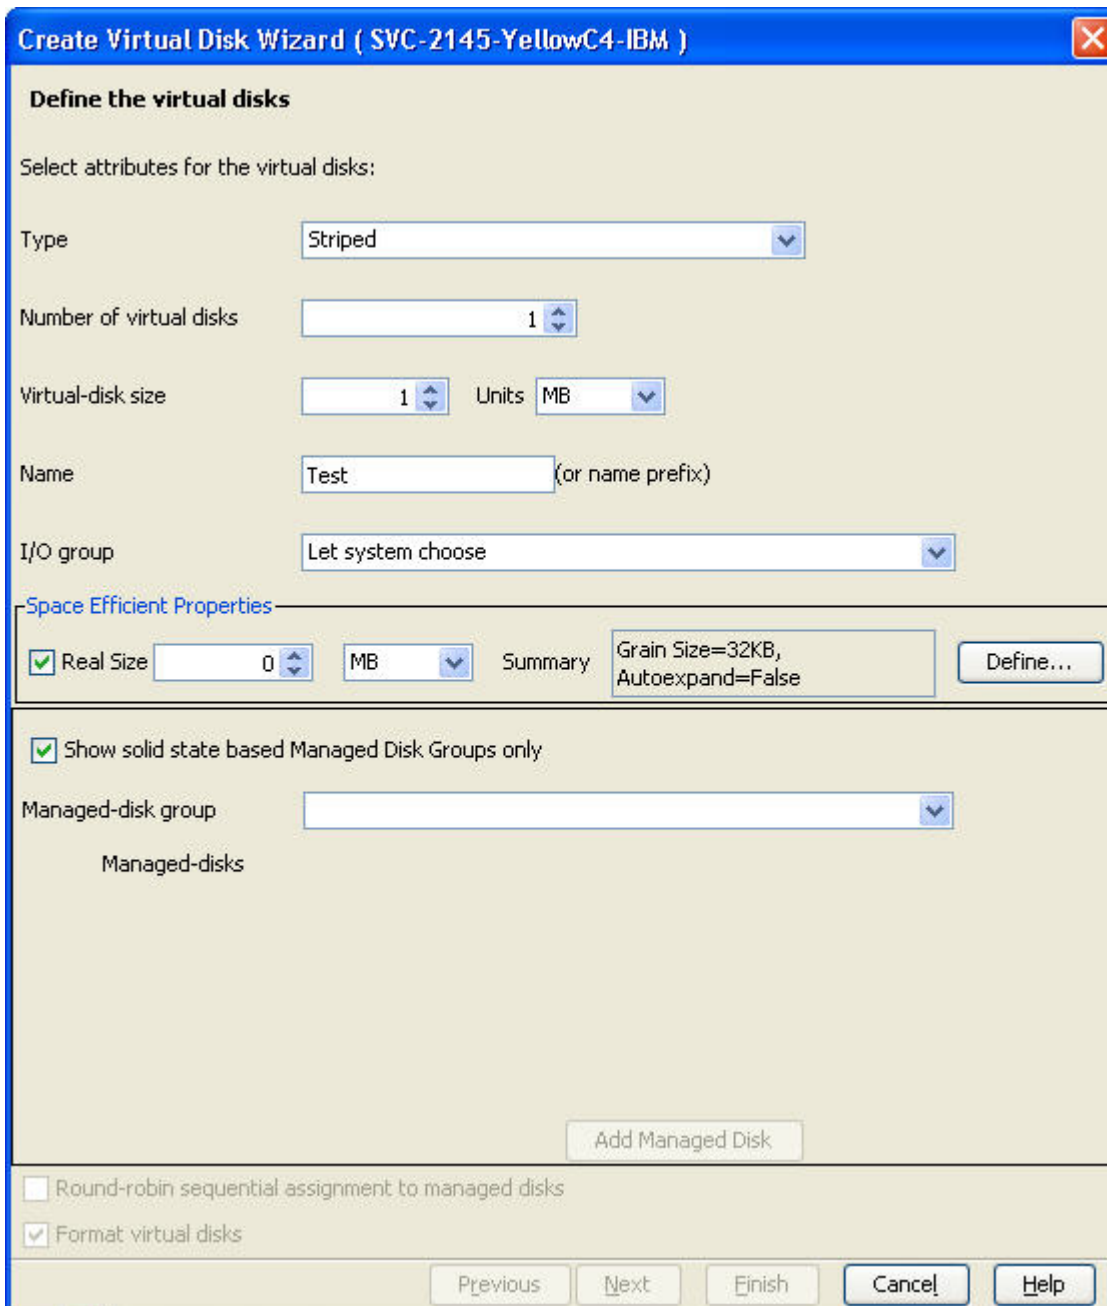 Create Virtual Disk Wizard ( SVC-2145-YellowC4-IBM )
Define the virtual disks
Select attributes for the virtual disks:
Type Striped
Number of virtual disks 1
Virtual-disk size 1 Units MB
Name Test (or name prefix)
I/O group Let system choose
Space Efficient Properties
Real Size 0 MB Summary Grain Size=32KB,
Autoexpand=False Define...
Show solid state based Managed Disk Groups only
Managed-disk group
Managed-disks
Add Managed Disk
Round-robin sequential assignment to managed disks
Format virtual disks
Previous Next Finish Cancel Help